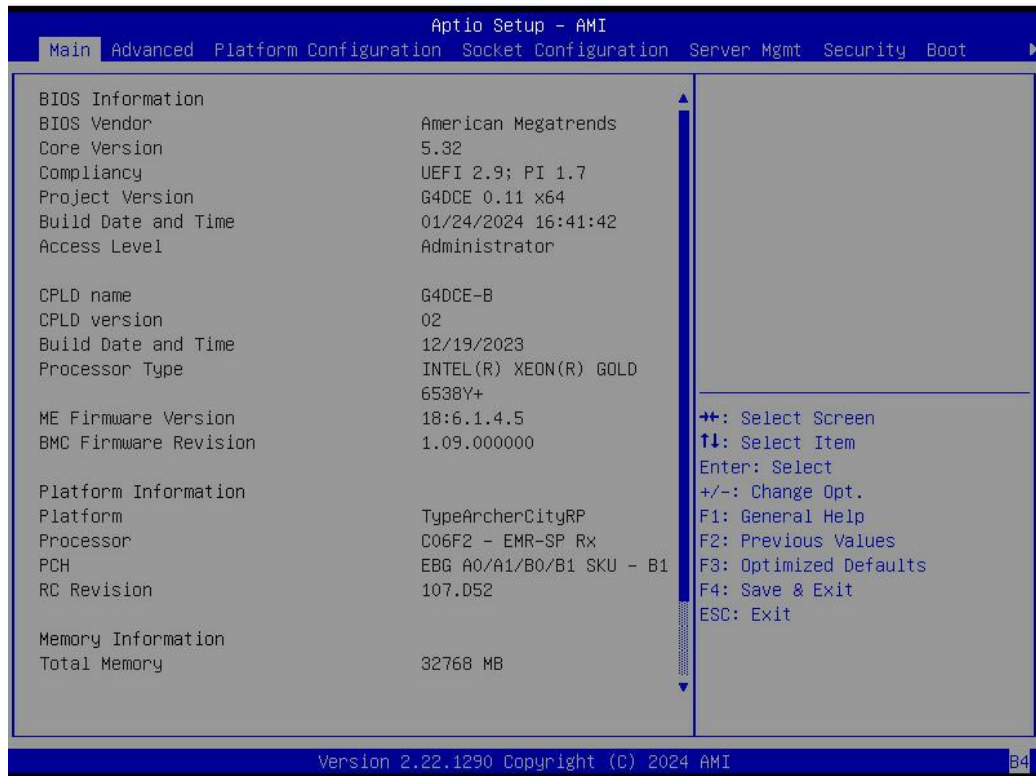 Aptio Setup - AMI
Main Advanced Platform Configuration Socket Configuration Server Mgmt Security Boot
BIOS Information
BIOS Vendor American Megatrends
Core Version 5.32
Compliancy UEFI 2.9; PI 1.7
Project Version G4DCE 0.11 x64
Build Date and Time 01/24/2024 16:41:42
Access Level Administrator
CPLD name G4DCE-B
CPLD version 02
Build Date and Time 12/19/2023
Processor Type INTEL(R) XEON(R) GOLD
6538Y+
ME Firmware Version 18:6.1.4.5
BMC Firmware Revision 1.09.000000
Platform Information
Platform TypeArcherCityRP
Processor C06F2 - EMR-SP Rx
PCH EBG A0/A1/B0/B1 SKU - B1
RC Revision 107.D52
Memory Information
Total Memory 32768 MB
→←: Select Screen
↑↓: Select Item
Enter: Select
+/-: Change Opt.
F1: General Help
F2: Previous Values
F3: Optimized Defaults
F4: Save & Exit
ESC: Exit
Version 2.22.1290 Copyright (C) 2024 AMI
B4